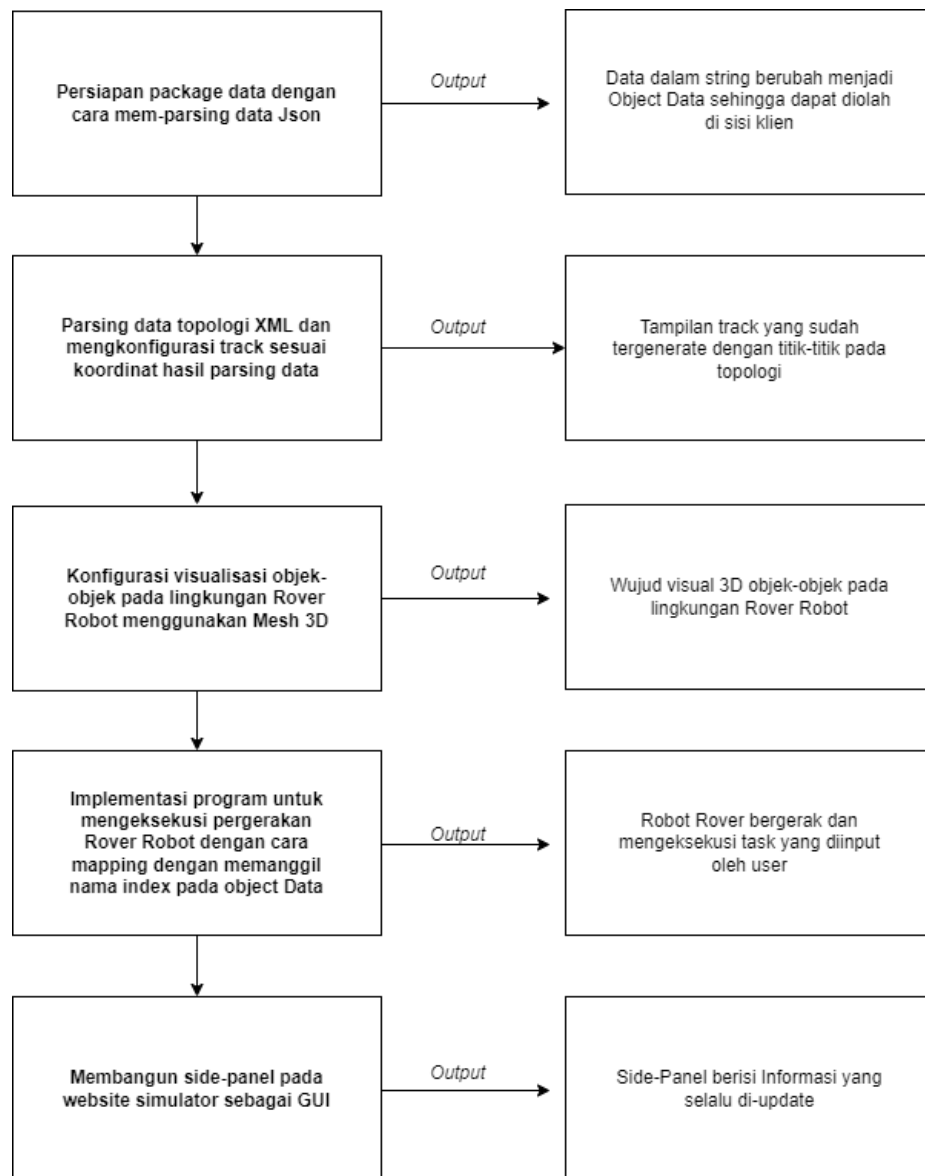 Persiapan package data dengan
cara mem-parsing data Json
Output
Data dalam string berubah menjadi
Object Data sehingga dapat diolah
di sisi klien
Parsing data topologi XML dan
mengkonfigurasi track sesuai
koordinat hasil parsing data
Output
Tampilan track yang sudah
tergenerate dengan titik-titik pada
topologi
Konfigurasi visualisasi objek-
objek pada lingkungan Rover
Robot menggunakan Mesh 3D
Output
Wujud visual 3D objek-objek pada
lingkungan Rover Robot
Implementasi program untuk
mengeksekusi pergerakan
Rover Robot dengan cara
mapping dengan memanggil
nama index pada object Data
Output
Robot Rover bergerak dan
mengeksekusi task yang diinput
oleh user
Membangun side-panel pada
website simulator sebagai GUI
Output
Side-Panel berisi Informasi yang
selalu di-update